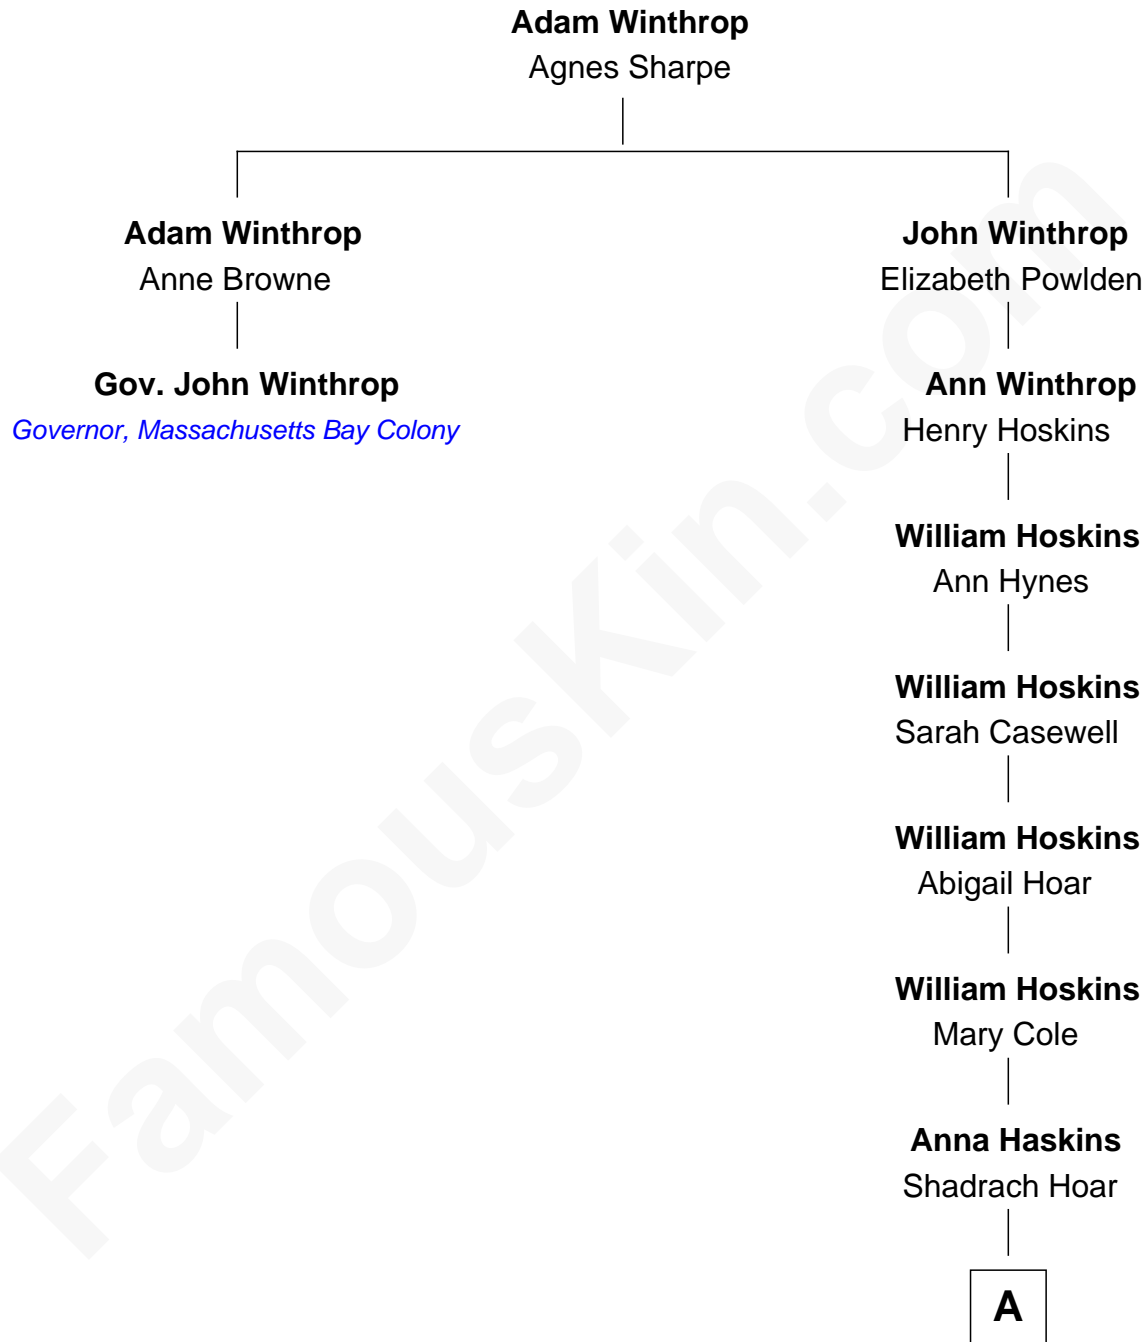 Adam Winthrop
Agnes Sharpe
Adam Winthrop
Anne Browne
Gov. John Winthrop
Governor, Massachusetts Bay Colony
John Winthrop
Elizabeth Powlden
Ann Winthrop
Henry Hoskins
William Hoskins
Ann Hynes
William Hoskins
Sarah Casewell
William Hoskins
Abigail Hoar
William Hoskins
Mary Cole
Anna Haskins
Shadrach Hoar
A
FamousKin.com